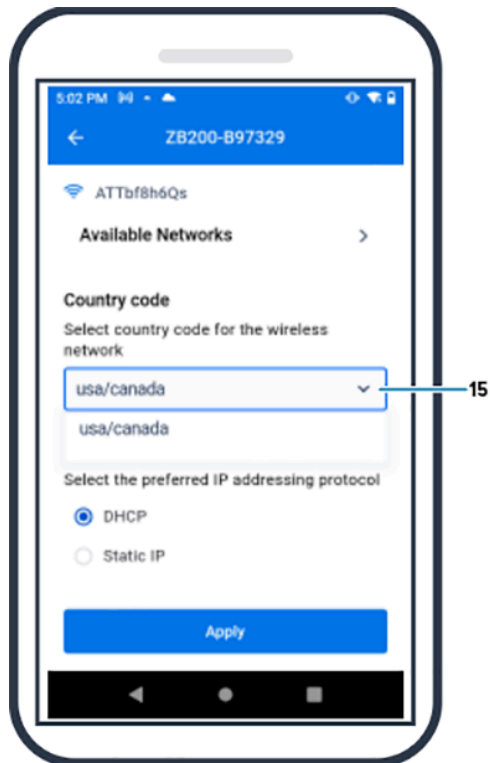 5:02 PM
ZB200-B97329
ATTbf8h6Qs
Available Networks
Country code
Select country code for the wireless
network
usa/canada
15
usa/canada
Select the preferred IP addressing protocol
DHCP
Static IP
Apply